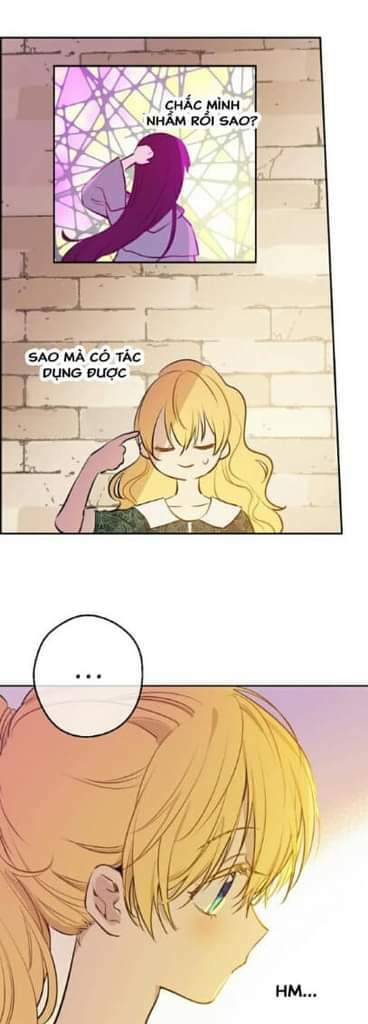 CHẮC MÌNH
NHẦM RỒI SAO?
SAO MÀ CÓ TÁC
DỤNG ĐƯỢC
...
HM...